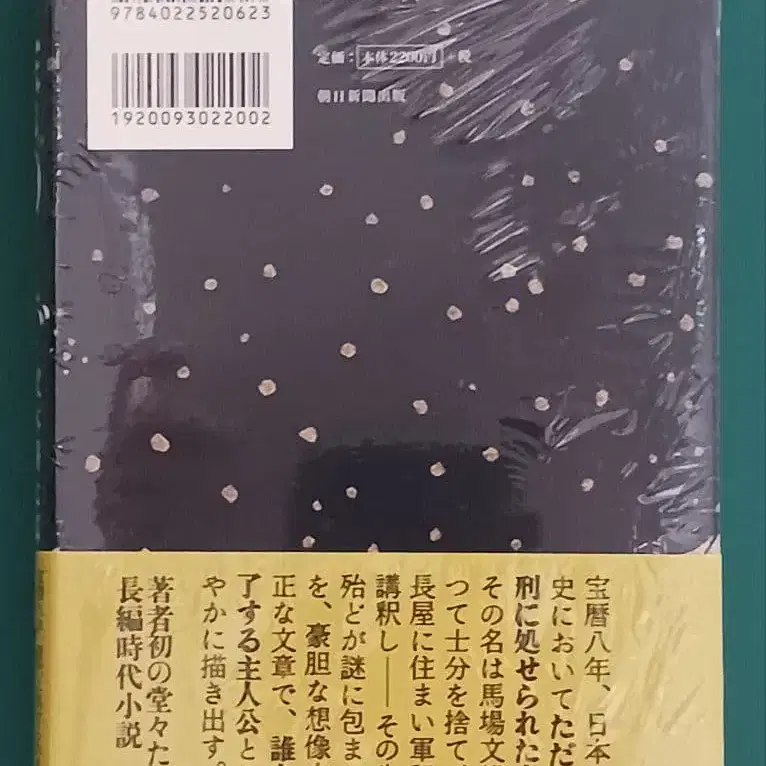 9784022520623
1920093022002
定価：本体2200円＋税
朝日新聞出版
宝暦八年、日本
史においてただ
刑に処せられた
その名は馬場文
つて士分を捨て
長屋に住まい軍
講釈し――その
殆どが謎に包ま
を、豪胆な想像
正な文章で、誰
了する主人公と
やかに描き出す。
著者初の堂々た
長編時代小説